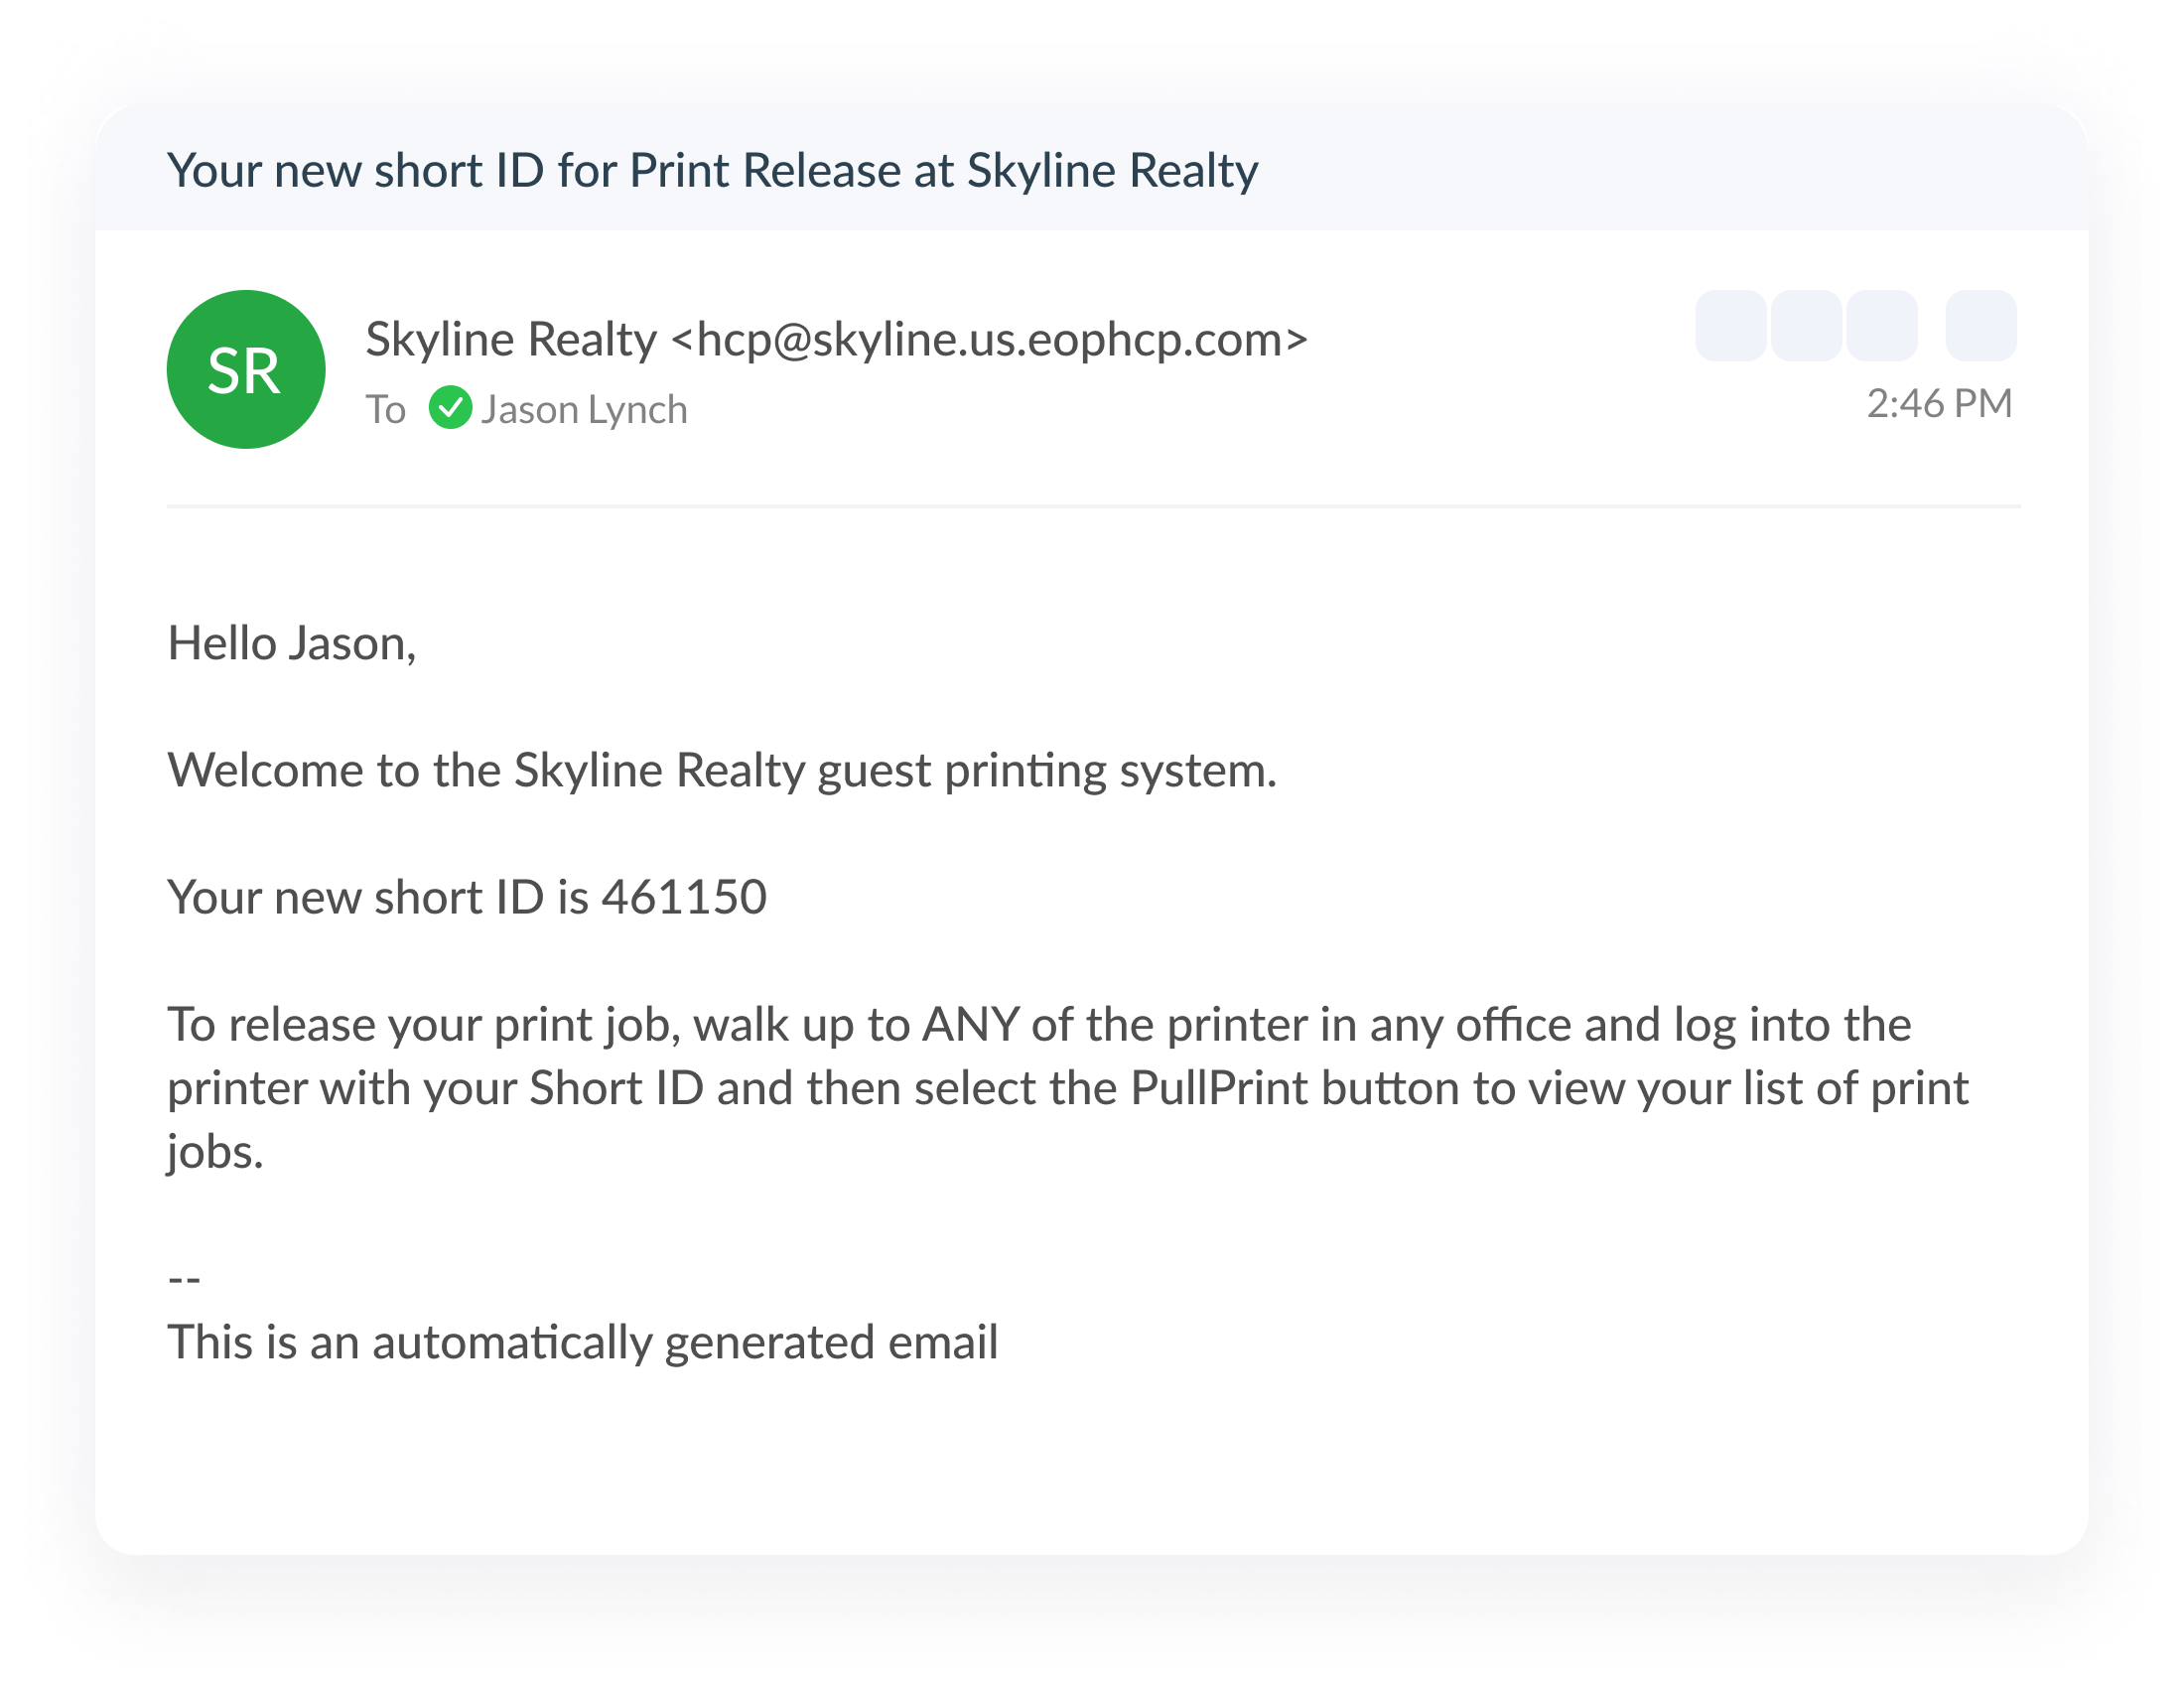 Your new short ID for Print Release at Skyline Realty
SR
Skyline Realty <hcp@skyline.us.eophcp.com>
To Jason Lynch
2:46 PM
Hello Jason,
Welcome to the Skyline Realty guest printing system.
Your new short ID is 461150
To release your print job, walk up to ANY of the printer in any office and log into the
printer with your Short ID and then select the PullPrint button to view your list of print
jobs.
--
This is an automatically generated email